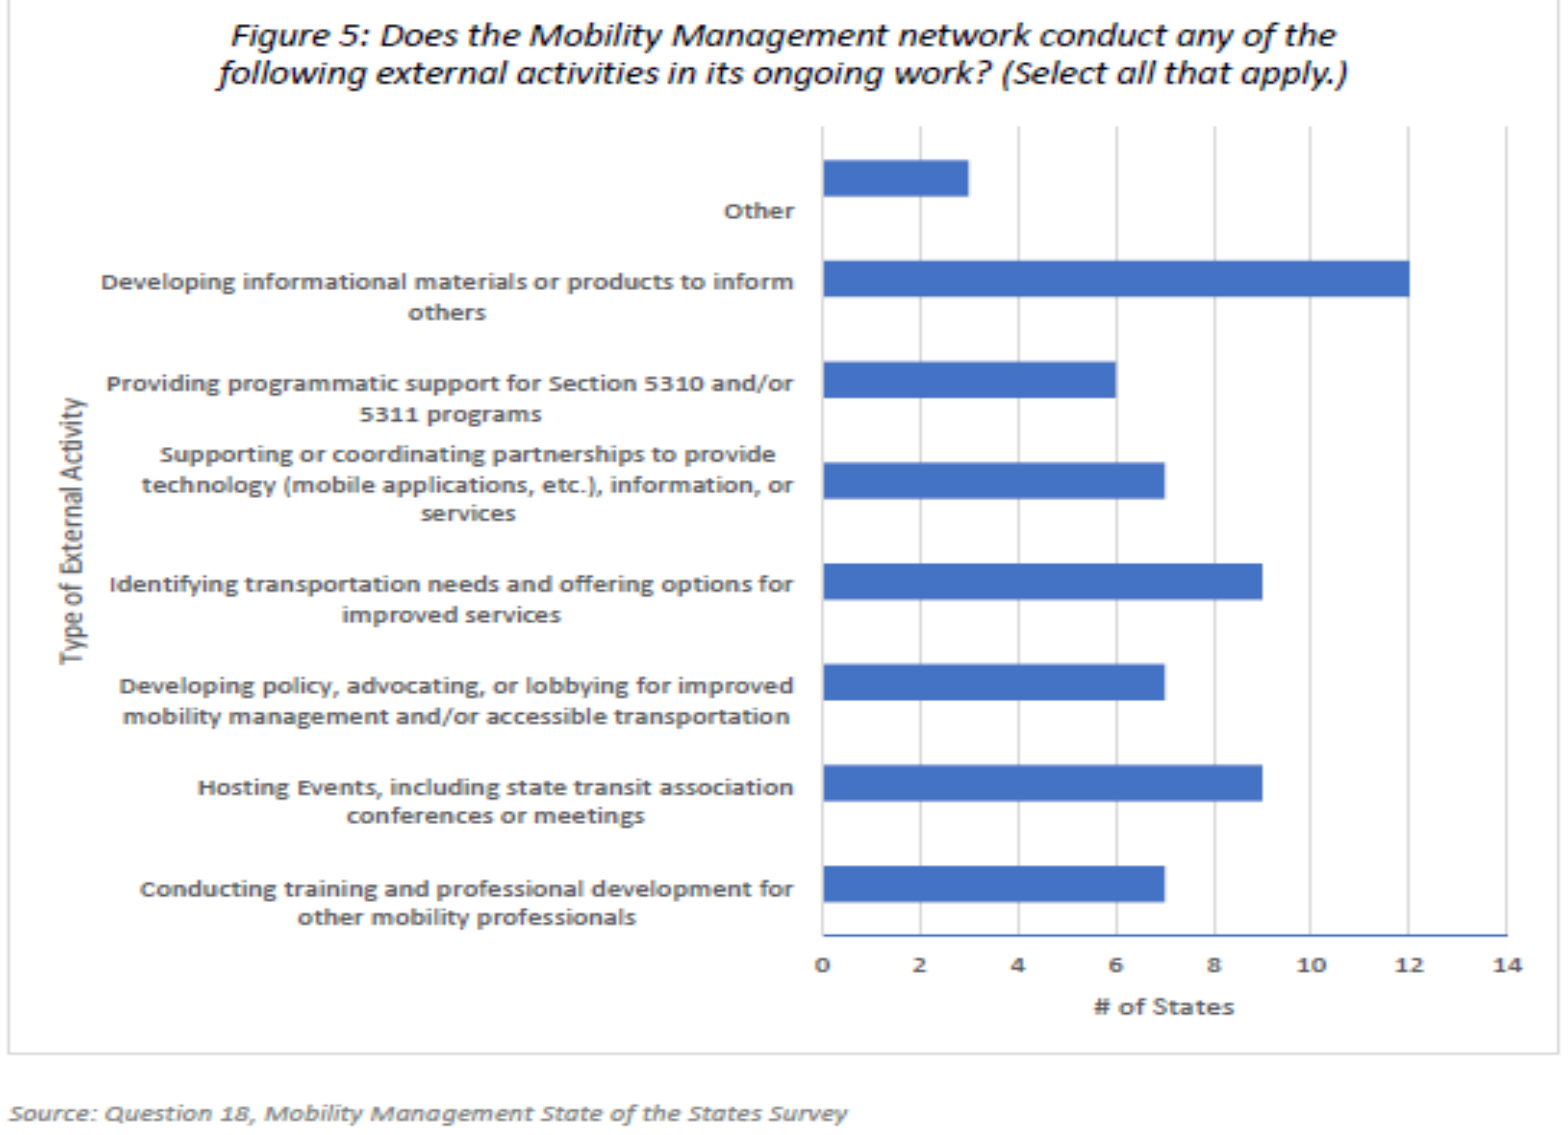 Figure 5: Does the Mobility Management network conduct any of the
following external activities in its ongoing work? (Select all that apply.)
Other
Developing informational materials or products to inform
others
Providing programmatic support for Section 5310 and/or
5311 programs
Supporting or coordinating partnerships to provide
technology (mobile applications, etc.), information, or
services
Identifying transportation needs and offering options for
improved services
Developing policy, advocating, or lobbying for improved
mobility management and/or accessible transportation
Hosting Events, including state transit association
conferences or meetings
Conducting training and professional development for
other mobility professionals
Type of External Activity
0 2 4 6 8 10 12 14
# of States
Source: Question 18, Mobility Management State of the States Survey